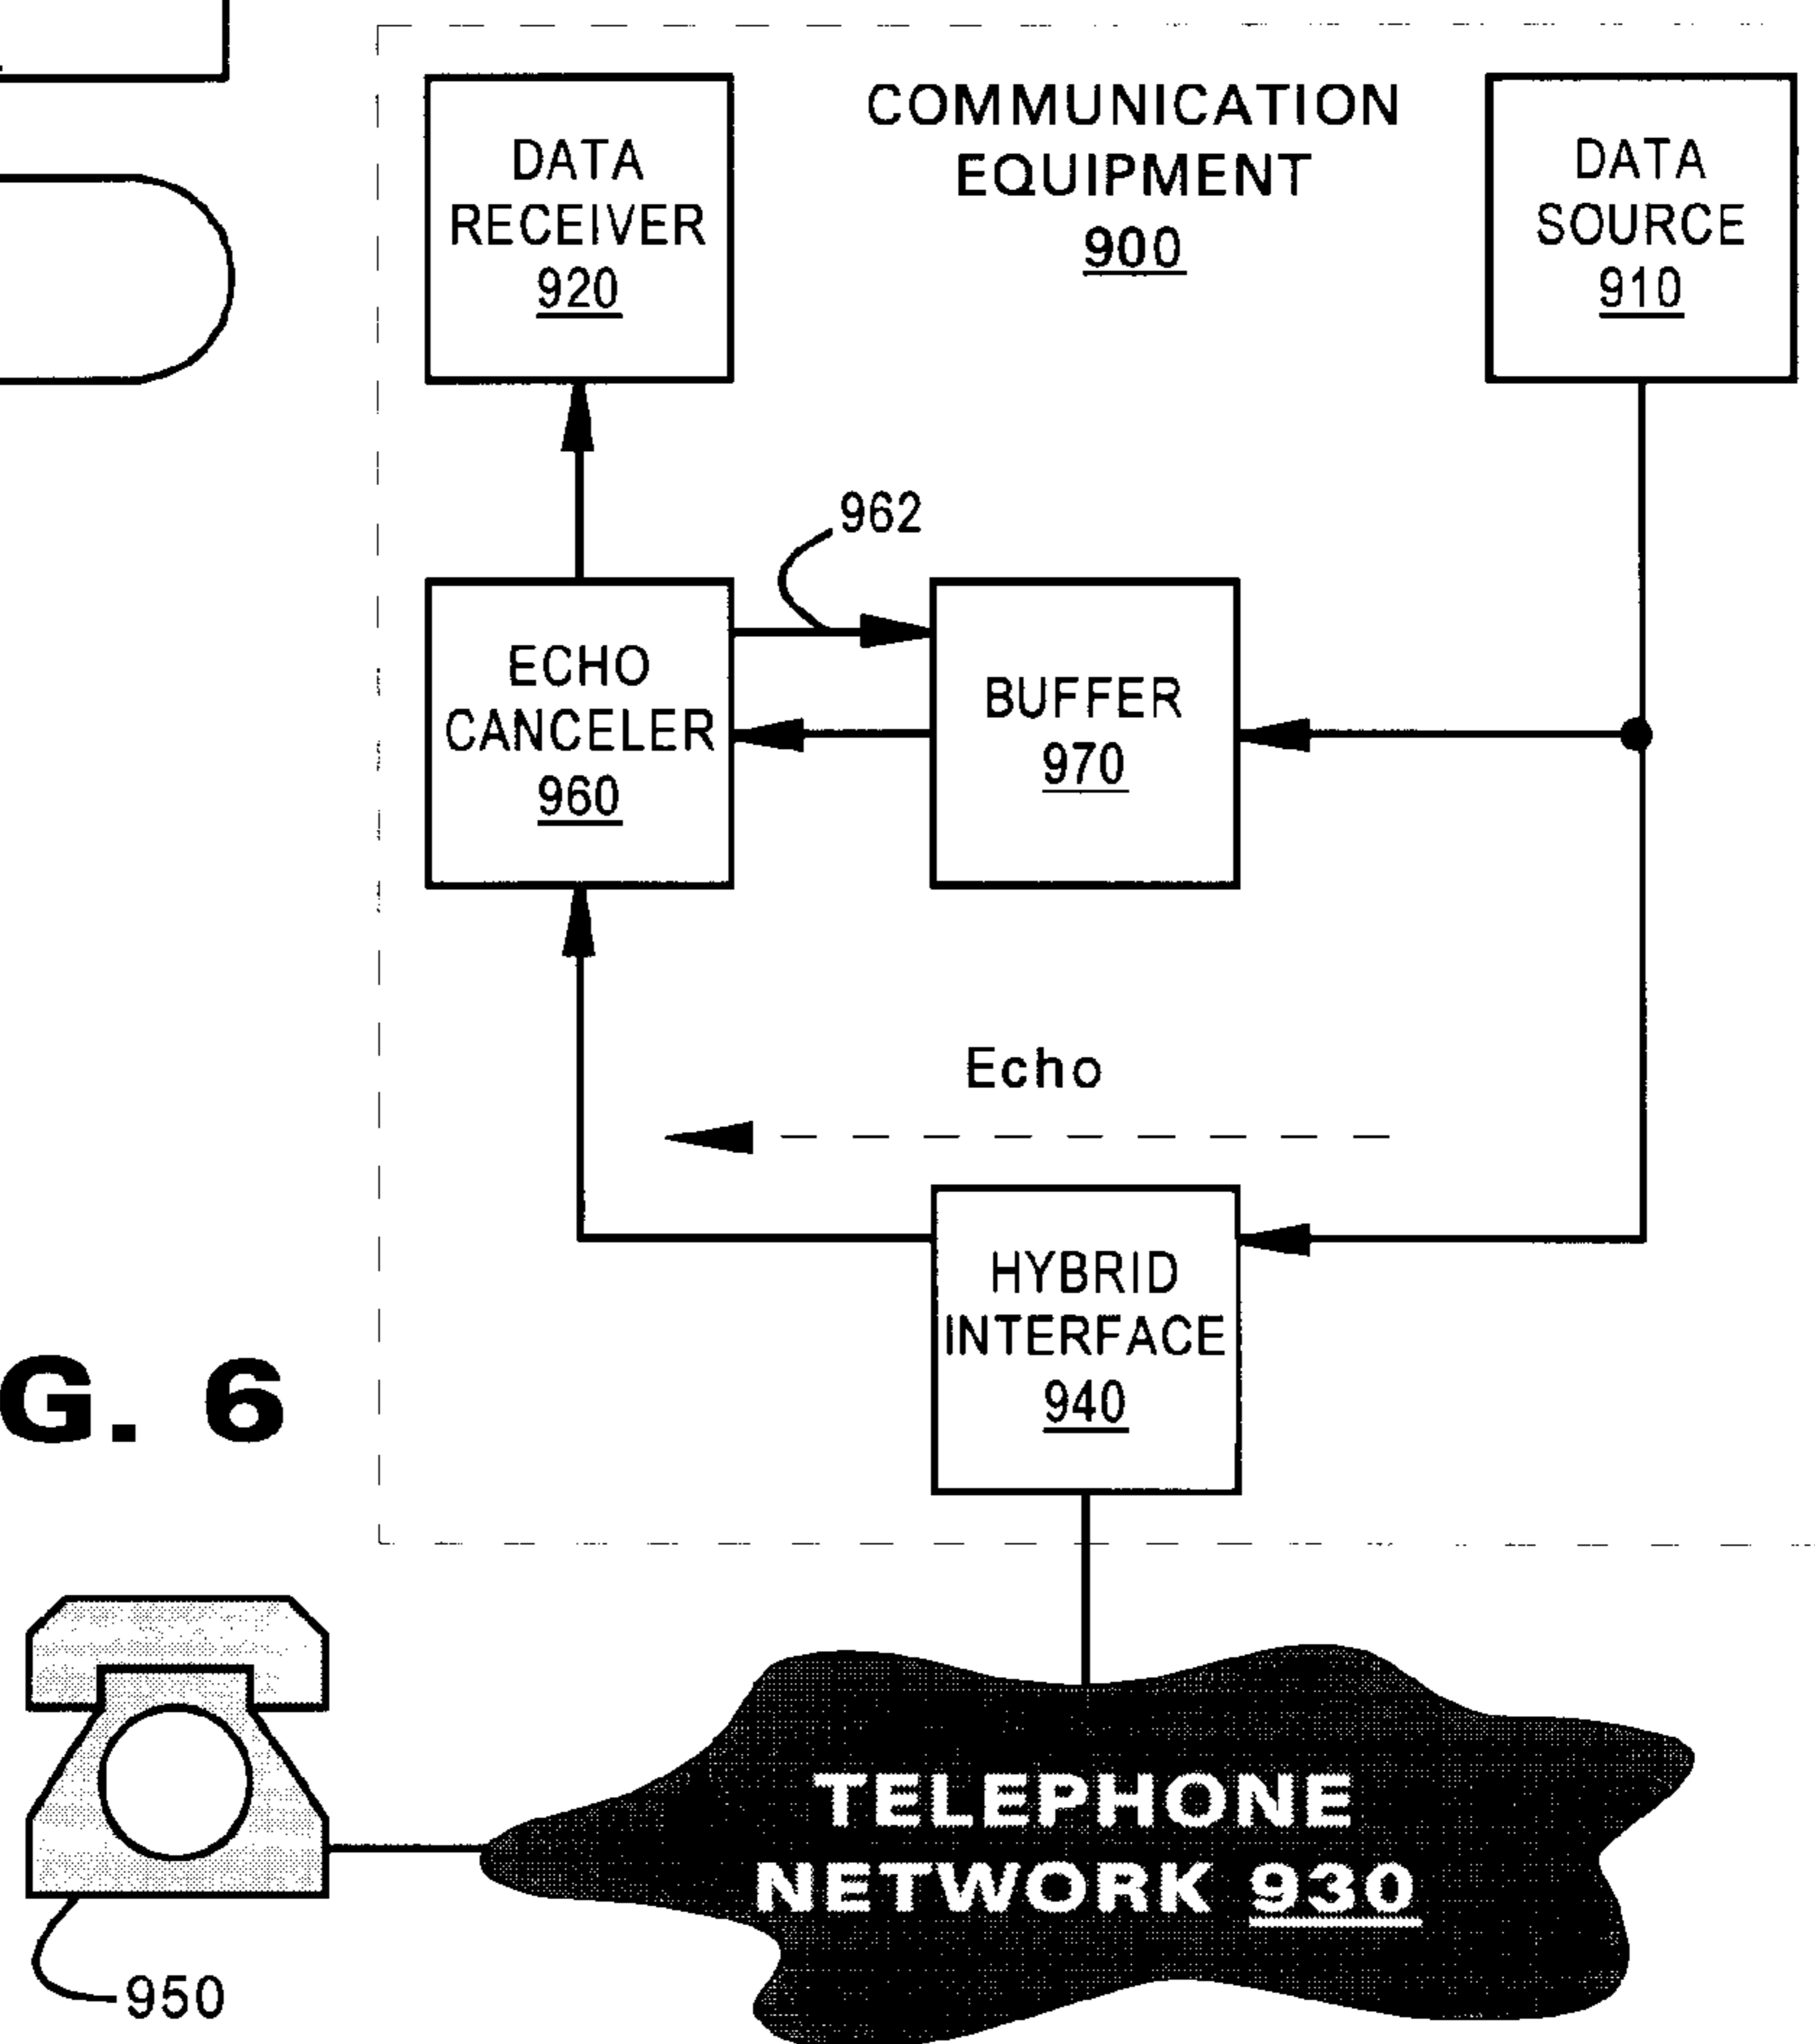 COMMUNICATION
EQUIPMENT
900
DATA
RECEIVER
920
DATA
SOURCE
910
962
ECHO
CANCELER
960
BUFFER
970
Echo
HYBRID
INTERFACE
940
G. 6
TELEPHONE
NETWORK 930
950